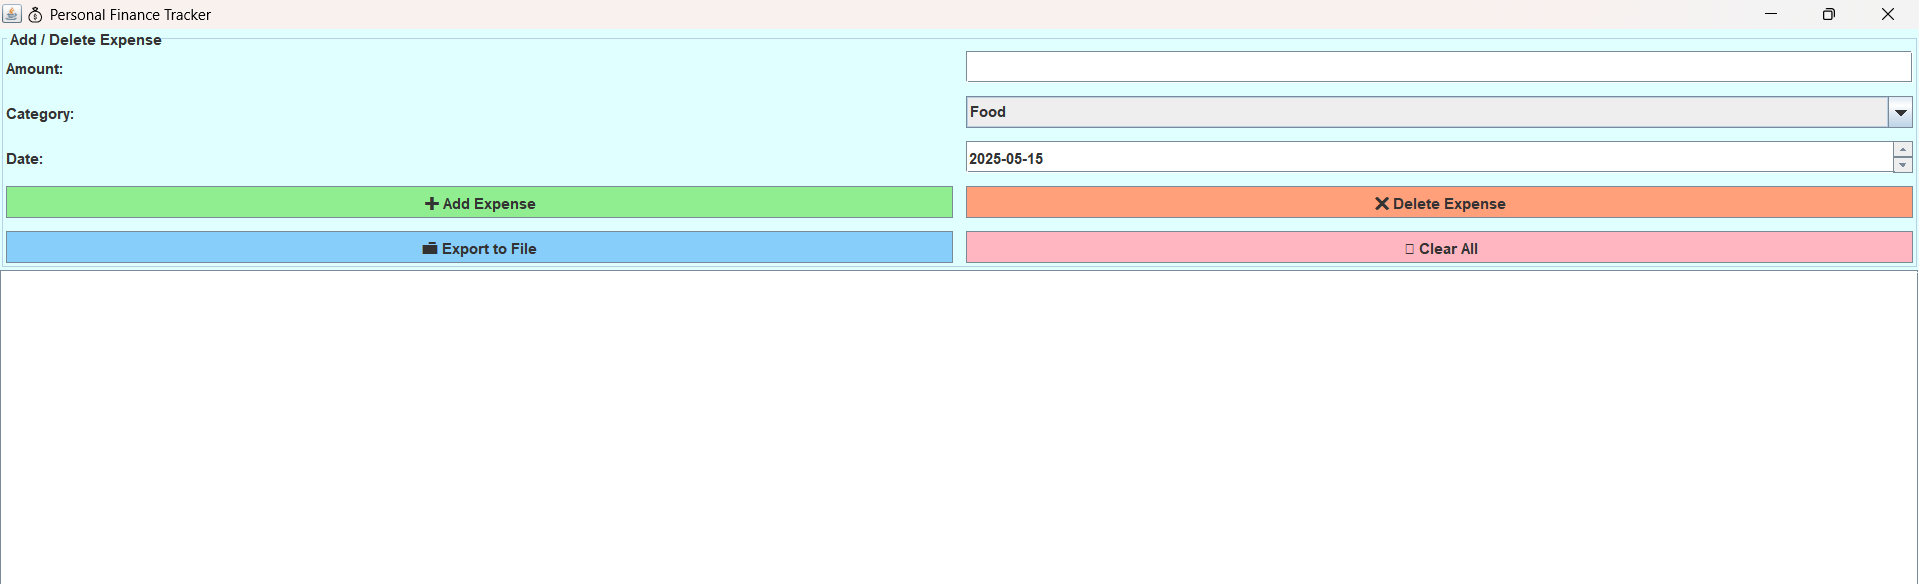 Personal Finance Tracker
Add / Delete Expense
Amount:
Category: Food
Date: 2025-05-15
➕ Add Expense ❌ Delete Expense
Export to File Clear All